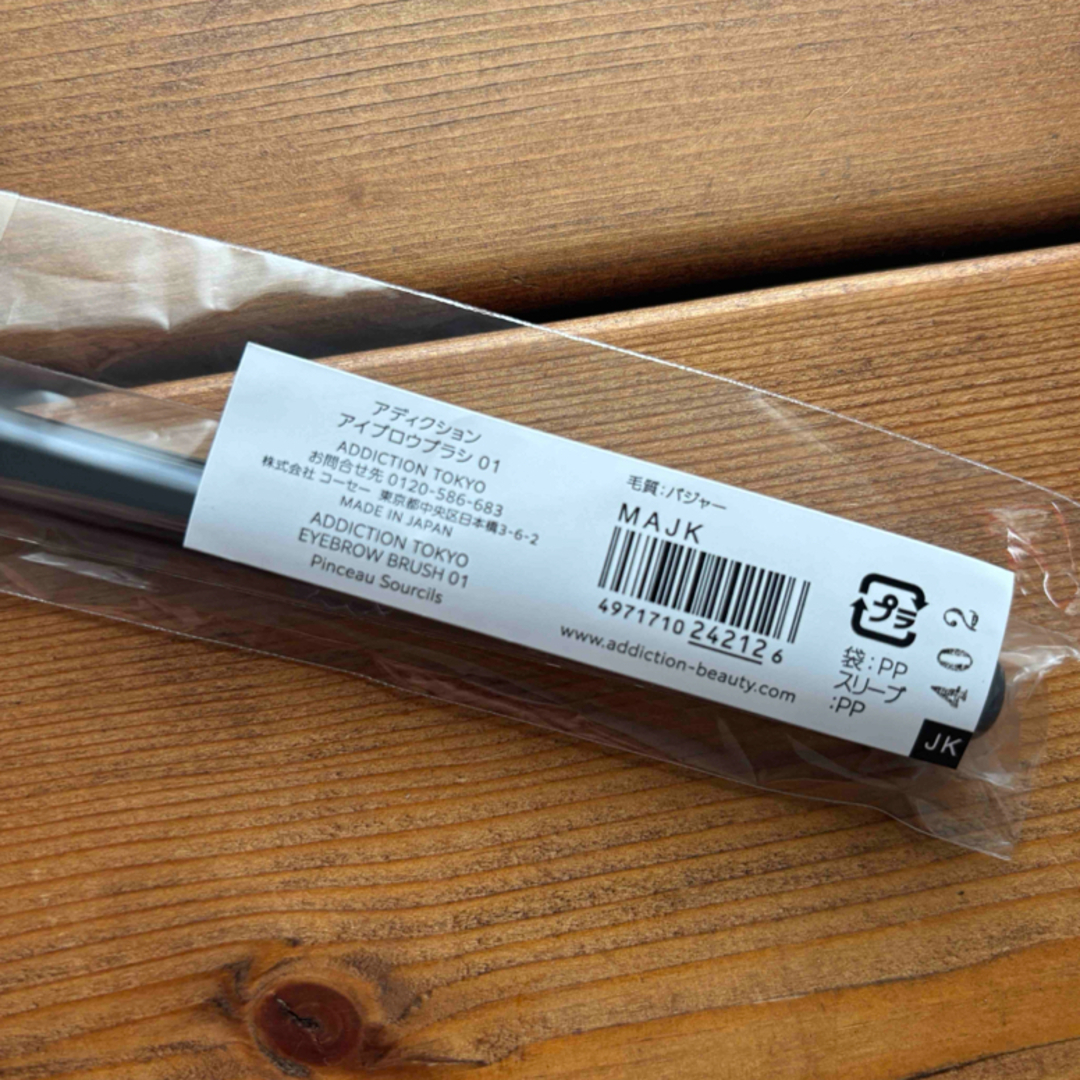 アディクション
アイブロウブラシ 01
ADDICTION TOKYO
お問合せ先 0120-586-683
株式会社 コーセー 東京都中央区日本橋3-6-2
MADE IN JAPAN
ADDICTION TOKYO
EYEBROW BRUSH 01
Pinceau Sourcils
毛質：バジャー
MAJK
4971710 242126
www.addiction-beauty.com
プラ
袋：PP
スリーブ
：PP
A02
JK